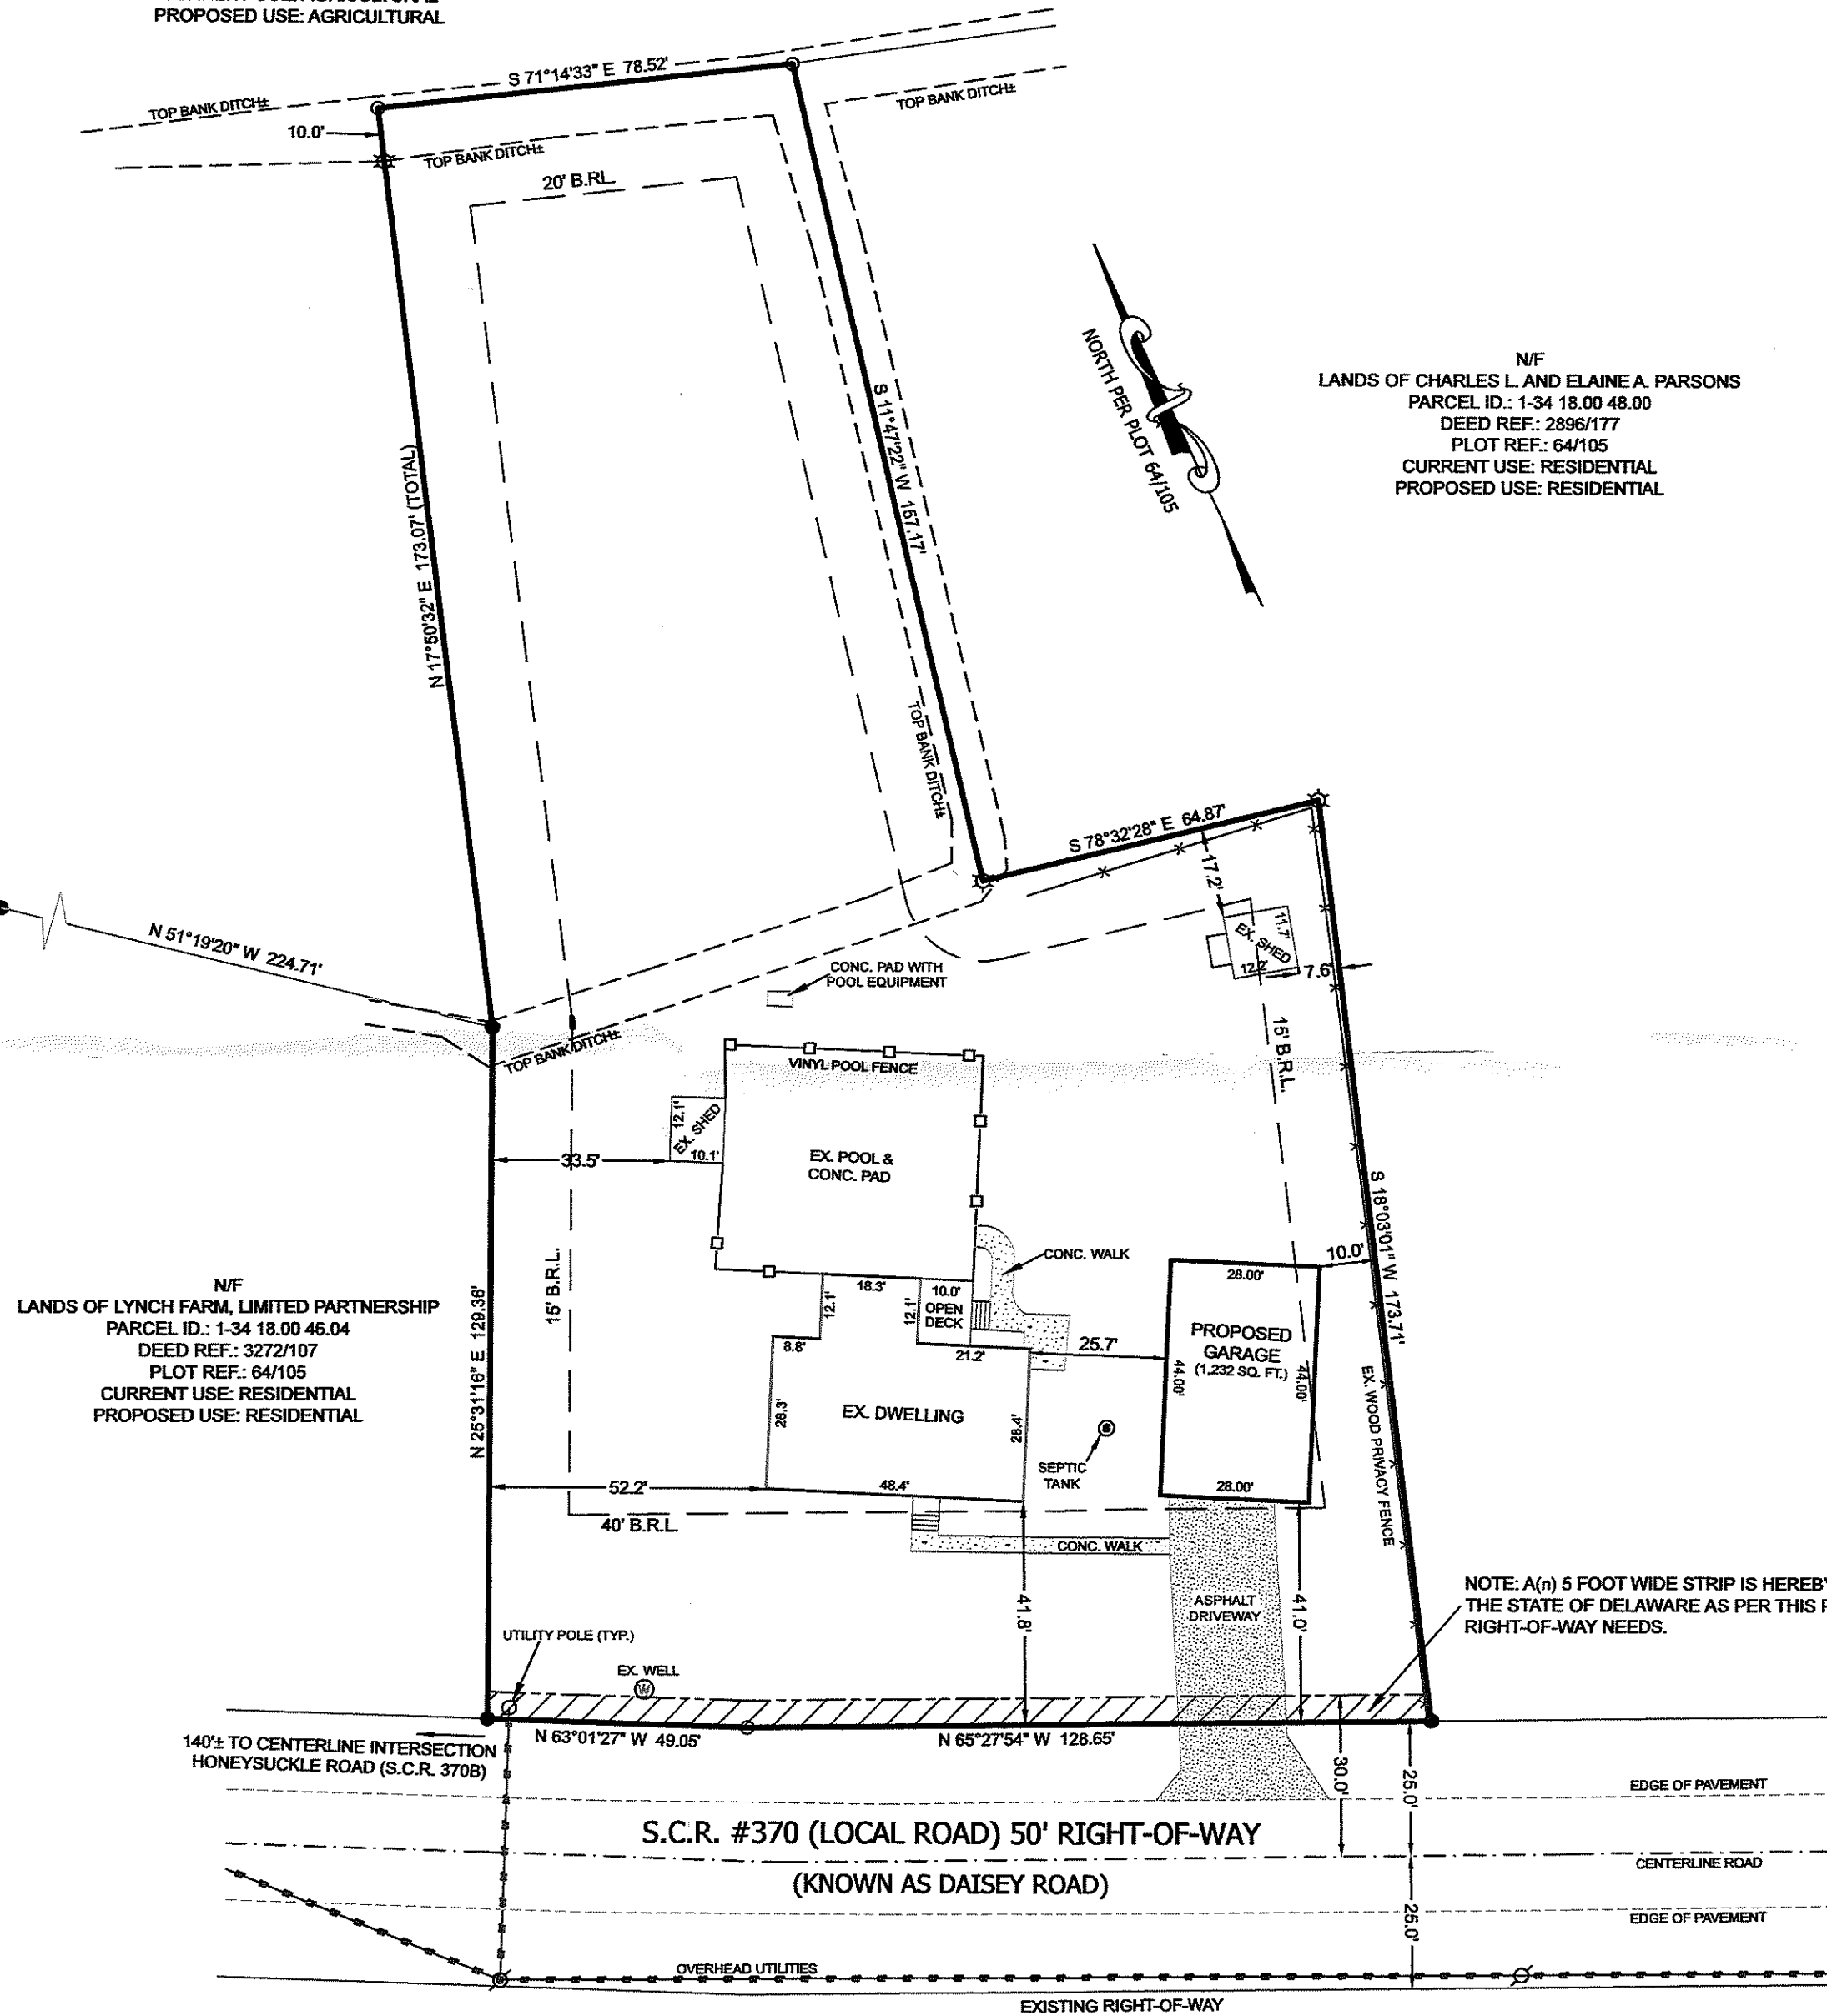 PROPOSED USE: AGRICULTURAL
S 71°14'33" E 78.52'
TOP BANK DITCH±
TOP BANK DITCH±
10.0'
TOP BANK DITCH±
20' B.RL.
NORTH PER PLOT 64/105
S 11°47'22" W 157.17'
N/F
LANDS OF CHARLES L. AND ELAINE A. PARSONS
PARCEL ID.: 1-34 18.00 48.00
DEED REF.: 2896/177
PLOT REF.: 64/105
CURRENT USE: RESIDENTIAL
PROPOSED USE: RESIDENTIAL
N 17°50'32" E 173.07' (TOTAL)
TOP BANK DITCH±
S 78°32'28" E 64.87'
17.2'
11.7'
EX. SHED
12.2'
7.6'
N 51°19'20" W 224.71'
CONC. PAD WITH
POOL EQUIPMENT
15' B.R.L.
TOP BANK DITCH±
VINYL POOL FENCE
12.1'
EX. SHED
10.1'
33.5'
EX. POOL &
CONC. PAD
S 18°03'01" W 173.71'
CONC. WALK
10.0'
28.00'
N/F
LANDS OF LYNCH FARM, LIMITED PARTNERSHIP
PARCEL ID.: 1-34 18.00 46.04
DEED REF.: 3272/107
PLOT REF.: 64/105
CURRENT USE: RESIDENTIAL
PROPOSED USE: RESIDENTIAL
N 25°31'16" E 129.36'
15' B.R.L.
18.3'
10.0'
12.1'
12.1'
OPEN
DECK
8.8'
21.2'
25.7'
PROPOSED
GARAGE
(1,232 SQ. FT.)
44.00'
44.00'
28.3'
EX. DWELLING
28.4'
EX. WOOD PRIVACY FENCE
SEPTIC
TANK
52.2'
48.4'
28.00'
40' B.R.L.
CONC. WALK
41.8'
ASPHALT
DRIVEWAY
41.0'
NOTE: A(n) 5 FOOT WIDE STRIP IS HEREBY
THE STATE OF DELAWARE AS PER THIS
RIGHT-OF-WAY NEEDS.
UTILITY POLE (TYP.)
EX. WELL
W
N 63°01'27" W 49.05'
N 65°27'54" W 128.65'
140'± TO CENTERLINE INTERSECTION
HONEYSUCKLE ROAD (S.C.R. 370B)
30.0'
25.0'
EDGE OF PAVEMENT
S.C.R. #370 (LOCAL ROAD) 50' RIGHT-OF-WAY
CENTERLINE ROAD
(KNOWN AS DAISEY ROAD)
25.0'
EDGE OF PAVEMENT
OVERHEAD UTILITIES
EXISTING RIGHT-OF-WAY